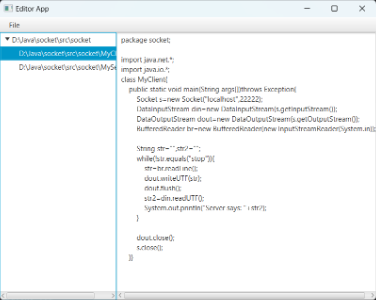 Editor App
File
D:\Java\socket\src\socket
D:\Java\socket\src\socket\MyCl
D:\Java\socket\src\socket\MySe
package socket;
import java.net.*;
import java.io.*;
class MyClient{
public static void main(String args[])throws Exception{
Socket s=new Socket("localhost",22222);
DataInputStream din=new DataInputStream(s.getInputStream());
DataOutputStream dout=new DataOutputStream(s.getOutputStream());
BufferedReader br=new BufferedReader(new InputStreamReader(System.in));
String str="",str2="";
while(!str.equals("stop")){
str=br.readLine();
dout.writeUTF(str);
dout.flush();
str2=din.readUTF();
System.out.println("Server says: "+str2);
}
dout.close();
s.close();
}}